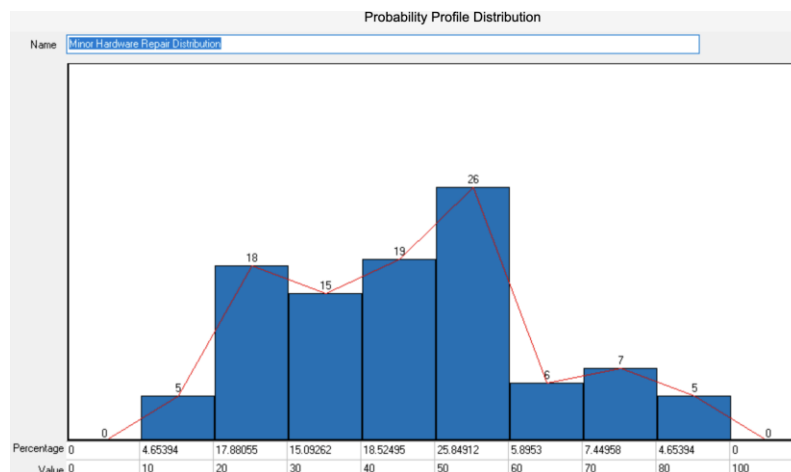 Probability Profile Distribution
Name Minor Hardware Repair Distribution
26
19
18
15
7
6
5 5
0 0
Percentage 0 4.65394 17.88055 15.09262 18.52495 25.84912 5.8953 7.44958 4.65394 0
Value 0 10 20 30 40 50 60 70 80 100